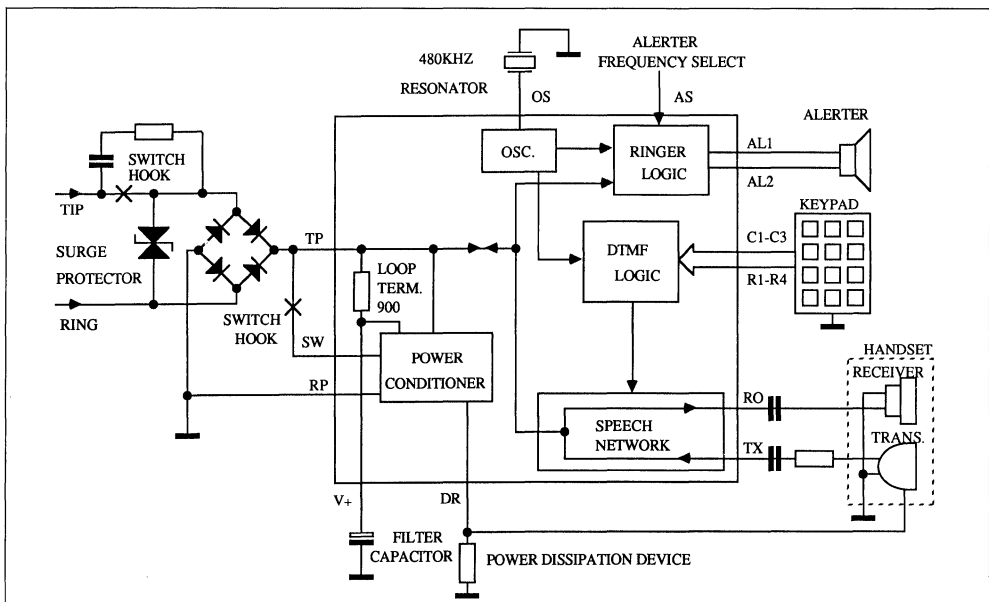 480KHZ
RESONATOR
OS
ALERTER
FREQUENCY SELECT
AS
ALERTER
OSC.
RINGER
LOGIC
AL1
AL2
SWITCH
HOOK
TIP
SURGE
PROTECTOR
RING
TP
LOOP
TERM.
900
SWITCH
HOOK
SW
RP
POWER
CONDITIONER
DTMF
LOGIC
KEYPAD
C1-C3
R1-R4
HANDSET
RECEIVER
RO
SPEECH
NETWORK
TX
TRANS.
V+
DR
FILTER
CAPACITOR
POWER DISSIPATION DEVICE